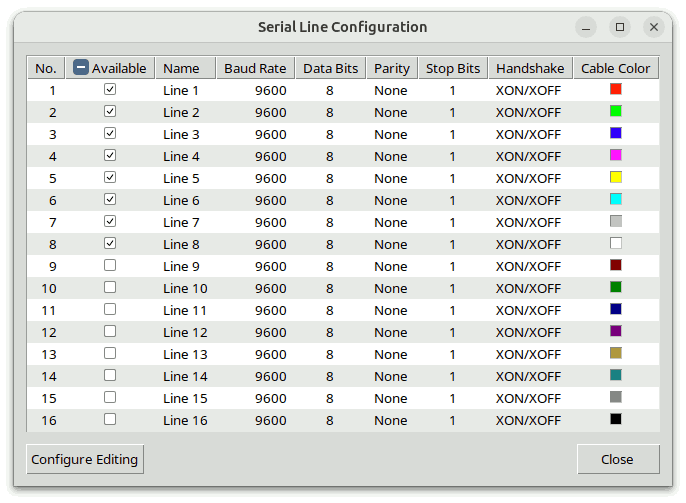 Serial Line Configuration
No. Available Name Baud Rate Data Bits Parity Stop Bits Handshake Cable Color
1 Line 1 9600 8 None 1 XON/XOFF
2 Line 2 9600 8 None 1 XON/XOFF
3 Line 3 9600 8 None 1 XON/XOFF
4 Line 4 9600 8 None 1 XON/XOFF
5 Line 5 9600 8 None 1 XON/XOFF
6 Line 6 9600 8 None 1 XON/XOFF
7 Line 7 9600 8 None 1 XON/XOFF
8 Line 8 9600 8 None 1 XON/XOFF
9 Line 9 9600 8 None 1 XON/XOFF
10 Line 10 9600 8 None 1 XON/XOFF
11 Line 11 9600 8 None 1 XON/XOFF
12 Line 12 9600 8 None 1 XON/XOFF
13 Line 13 9600 8 None 1 XON/XOFF
14 Line 14 9600 8 None 1 XON/XOFF
15 Line 15 9600 8 None 1 XON/XOFF
16 Line 16 9600 8 None 1 XON/XOFF
Configure Editing Close